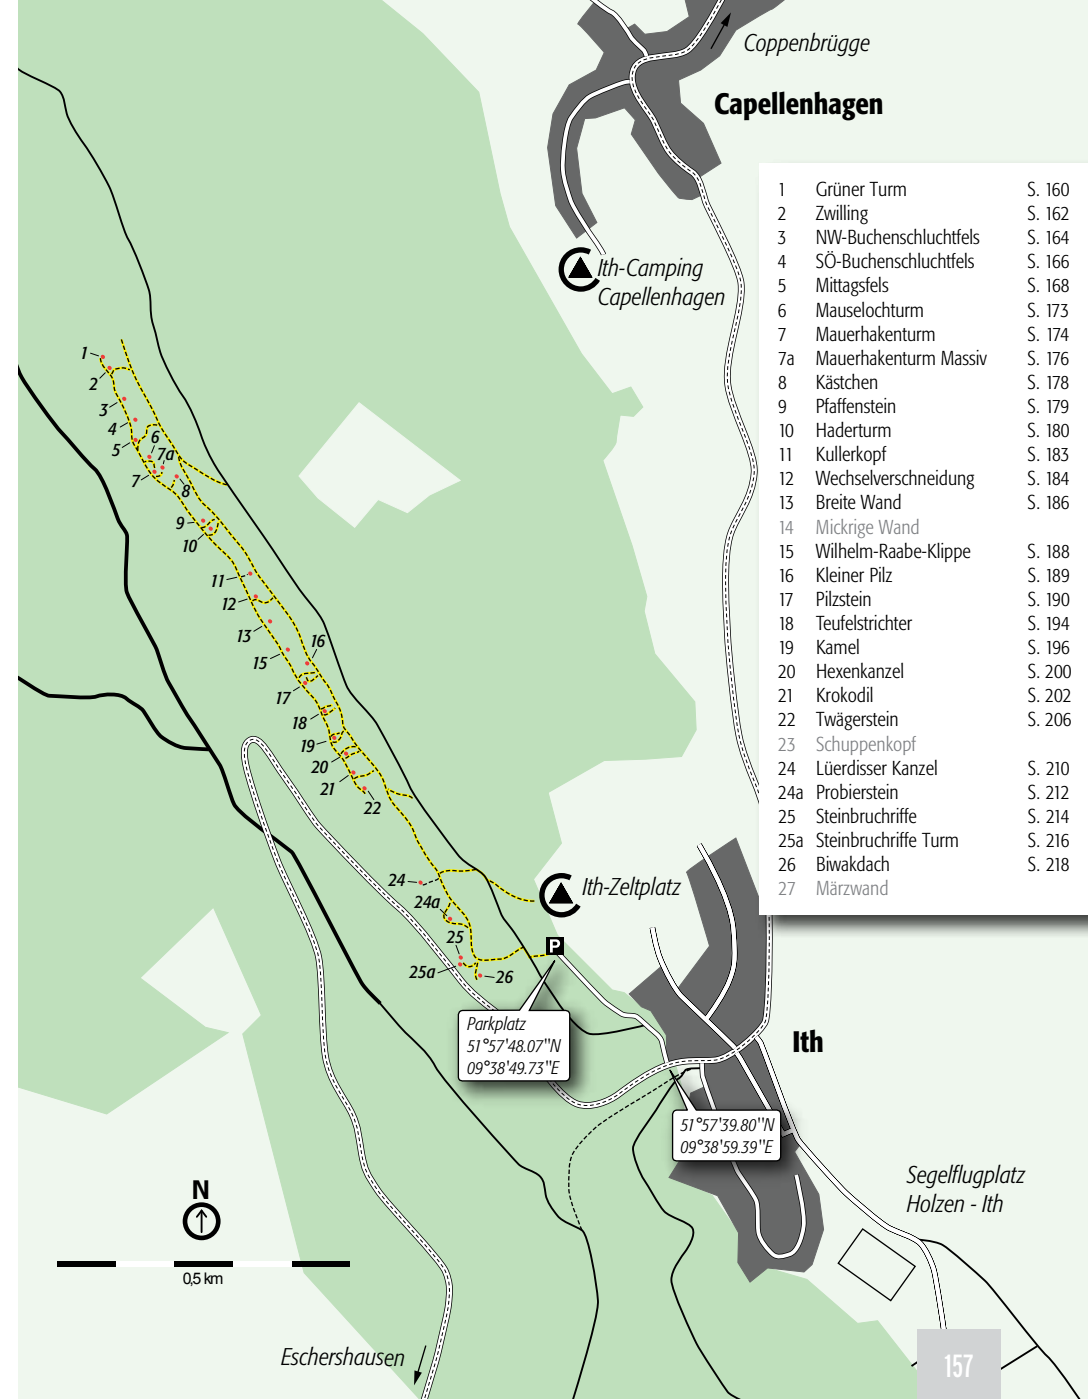 Coppenbrügge
Capellenhagen
1 Grüner Turm S. 160
2 Zwilling S. 162
3 NW-Buchenschluchtfels S. 164
4 SÖ-Buchenschluchtfels S. 166
5 Mittagsfels S. 168
6 Mauselochturm S. 173
7 Mauerhakenturm S. 174
7a Mauerhakenturm Massiv S. 176
8 Kästchen S. 178
9 Pfaffenstein S. 179
10 Haderturm S. 180
11 Kullerkopf S. 183
12 Wechselverschneidung S. 184
13 Breite Wand S. 186
14 Mickrige Wand
15 Wilhelm-Raabe-Klippe S. 188
16 Kleiner Pilz S. 189
17 Pilzstein S. 190
18 Teufelstrichter S. 194
19 Kamel S. 196
20 Hexenkanzel S. 200
21 Krokodil S. 202
22 Twägerstein S. 206
23 Schuppenkopf
24 Lüerdisser Kanzel S. 210
24a Probierstein S. 212
25 Steinbruchriffe S. 214
25a Steinbruchriffe Turm S. 216
26 Biwakdach S. 218
27 Märzwand
Ith-Camping
Capellenhagen
1
2
3
4
5
6
7a
7
8
9
10
11
12
13
16
15
17
18
19
20
21
22
24
24a
25
25a
26
Ith-Zeltplatz
P
Parkplatz
51°57'48.07"N
09°38'49.73"E
Ith
51°57'39.80"N
09°38'59.39"E
Segelflugplatz
Holzen - Ith
N
0,5 km
Eschershausen
157